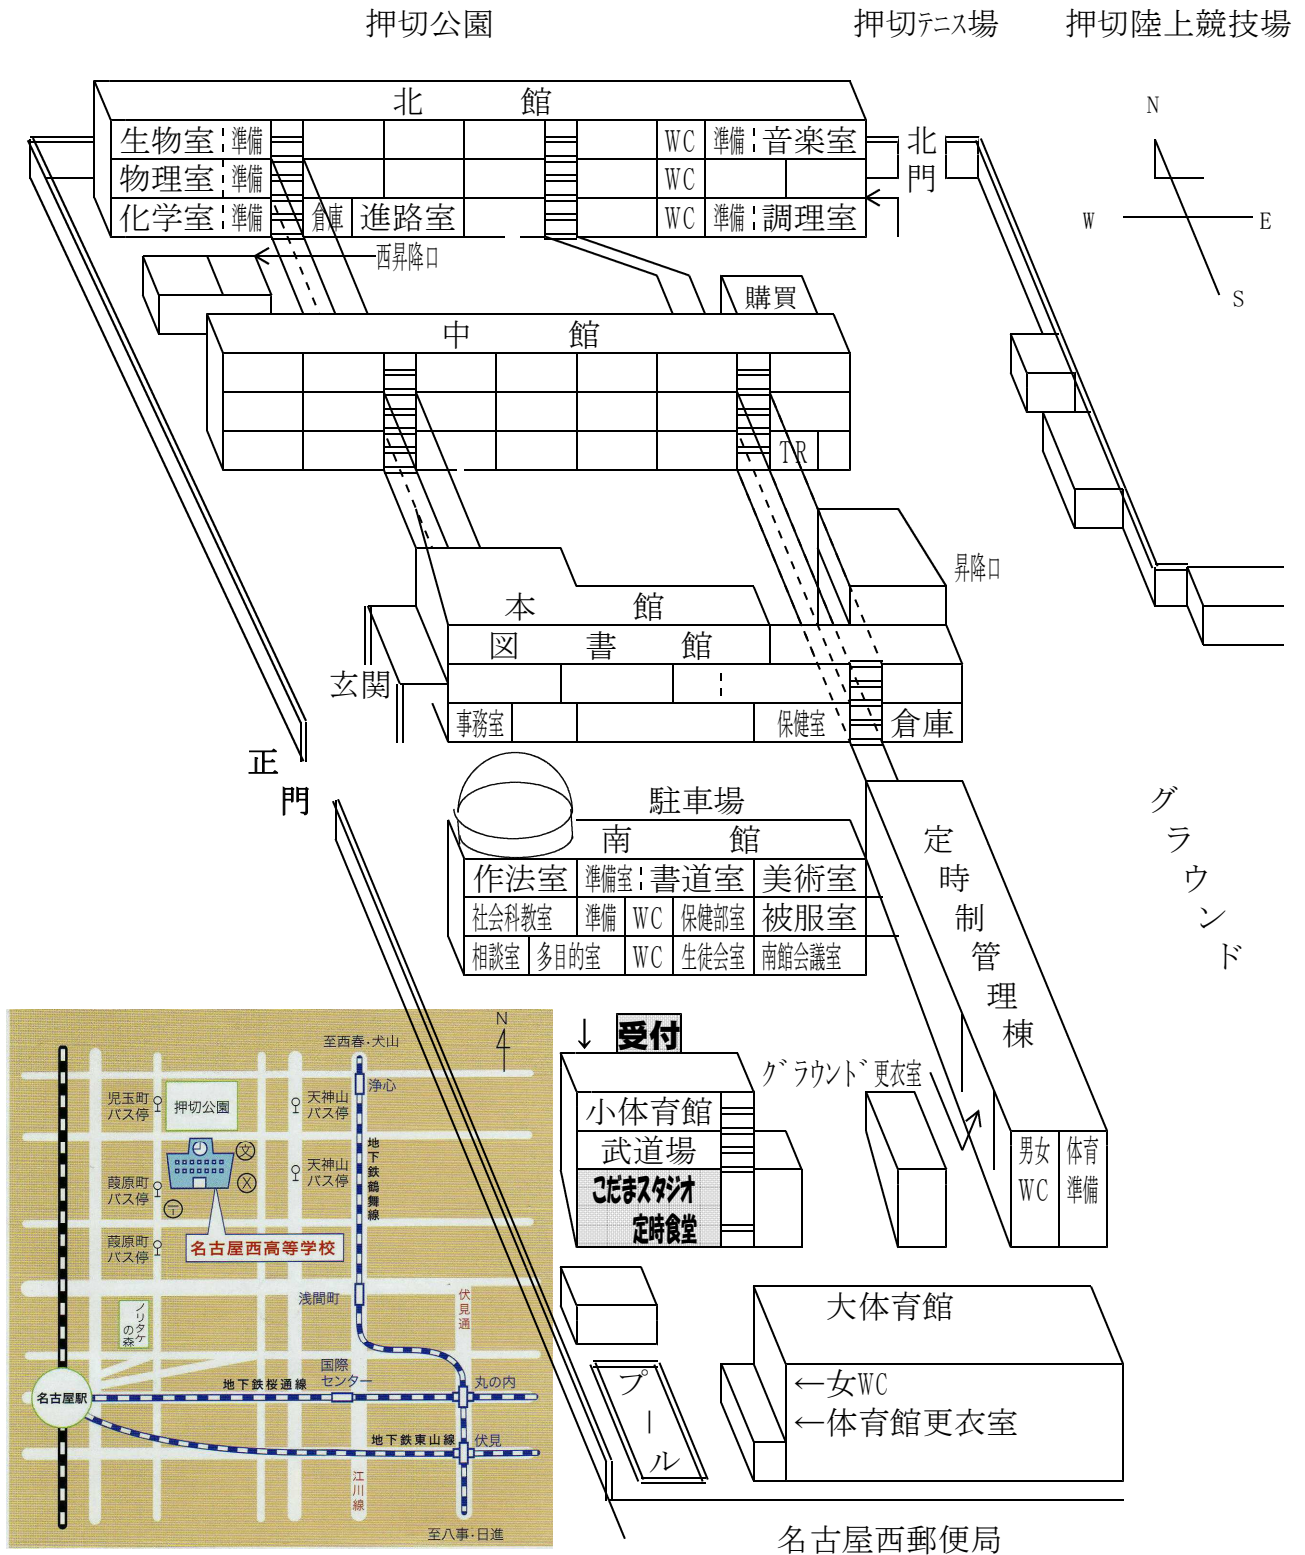 押切公園 押切テニス場 押切陸上競技場
北館
生物室 準備 WC 準備 音楽室
物理室 準備 WC
化学室 準備 倉庫 進路室 WC 準備 調理室
北
門
N
W E
S
西昇降口
購買
中館
TR
昇降口
本館
図書館
玄関
事務室 保健室 倉庫
正
門
駐車場
南館
作法室 準備室 書道室 美術室
社会科教室 準備 WC 保健部室 被服室
相談室 多目的室 WC 生徒会室 南館会議室
定
時
制
管
理
棟
グ
ラ
ウ
ン
ド
↓ 受付
小体育館
武道場
こだまスタジオ
定時食堂
グラウンド更衣室
男女 体育
WC 準備
大体育館
←女WC
←体育館更衣室
プ
ー
ル
名古屋西郵便局
至西春・犬山
N
浄心
児玉町
バス停
押切公園
天神山
バス停
地下鉄鶴舞線
文
天神山
バス停
葭原町
バス停
X
〒
葭原町
バス停
名古屋西高等学校
浅間町
伏見通
ノリタケ
の森
国際
センター
地下鉄桜通線
丸の内
名古屋駅
地下鉄東山線
伏見
江川線
至八事・日進